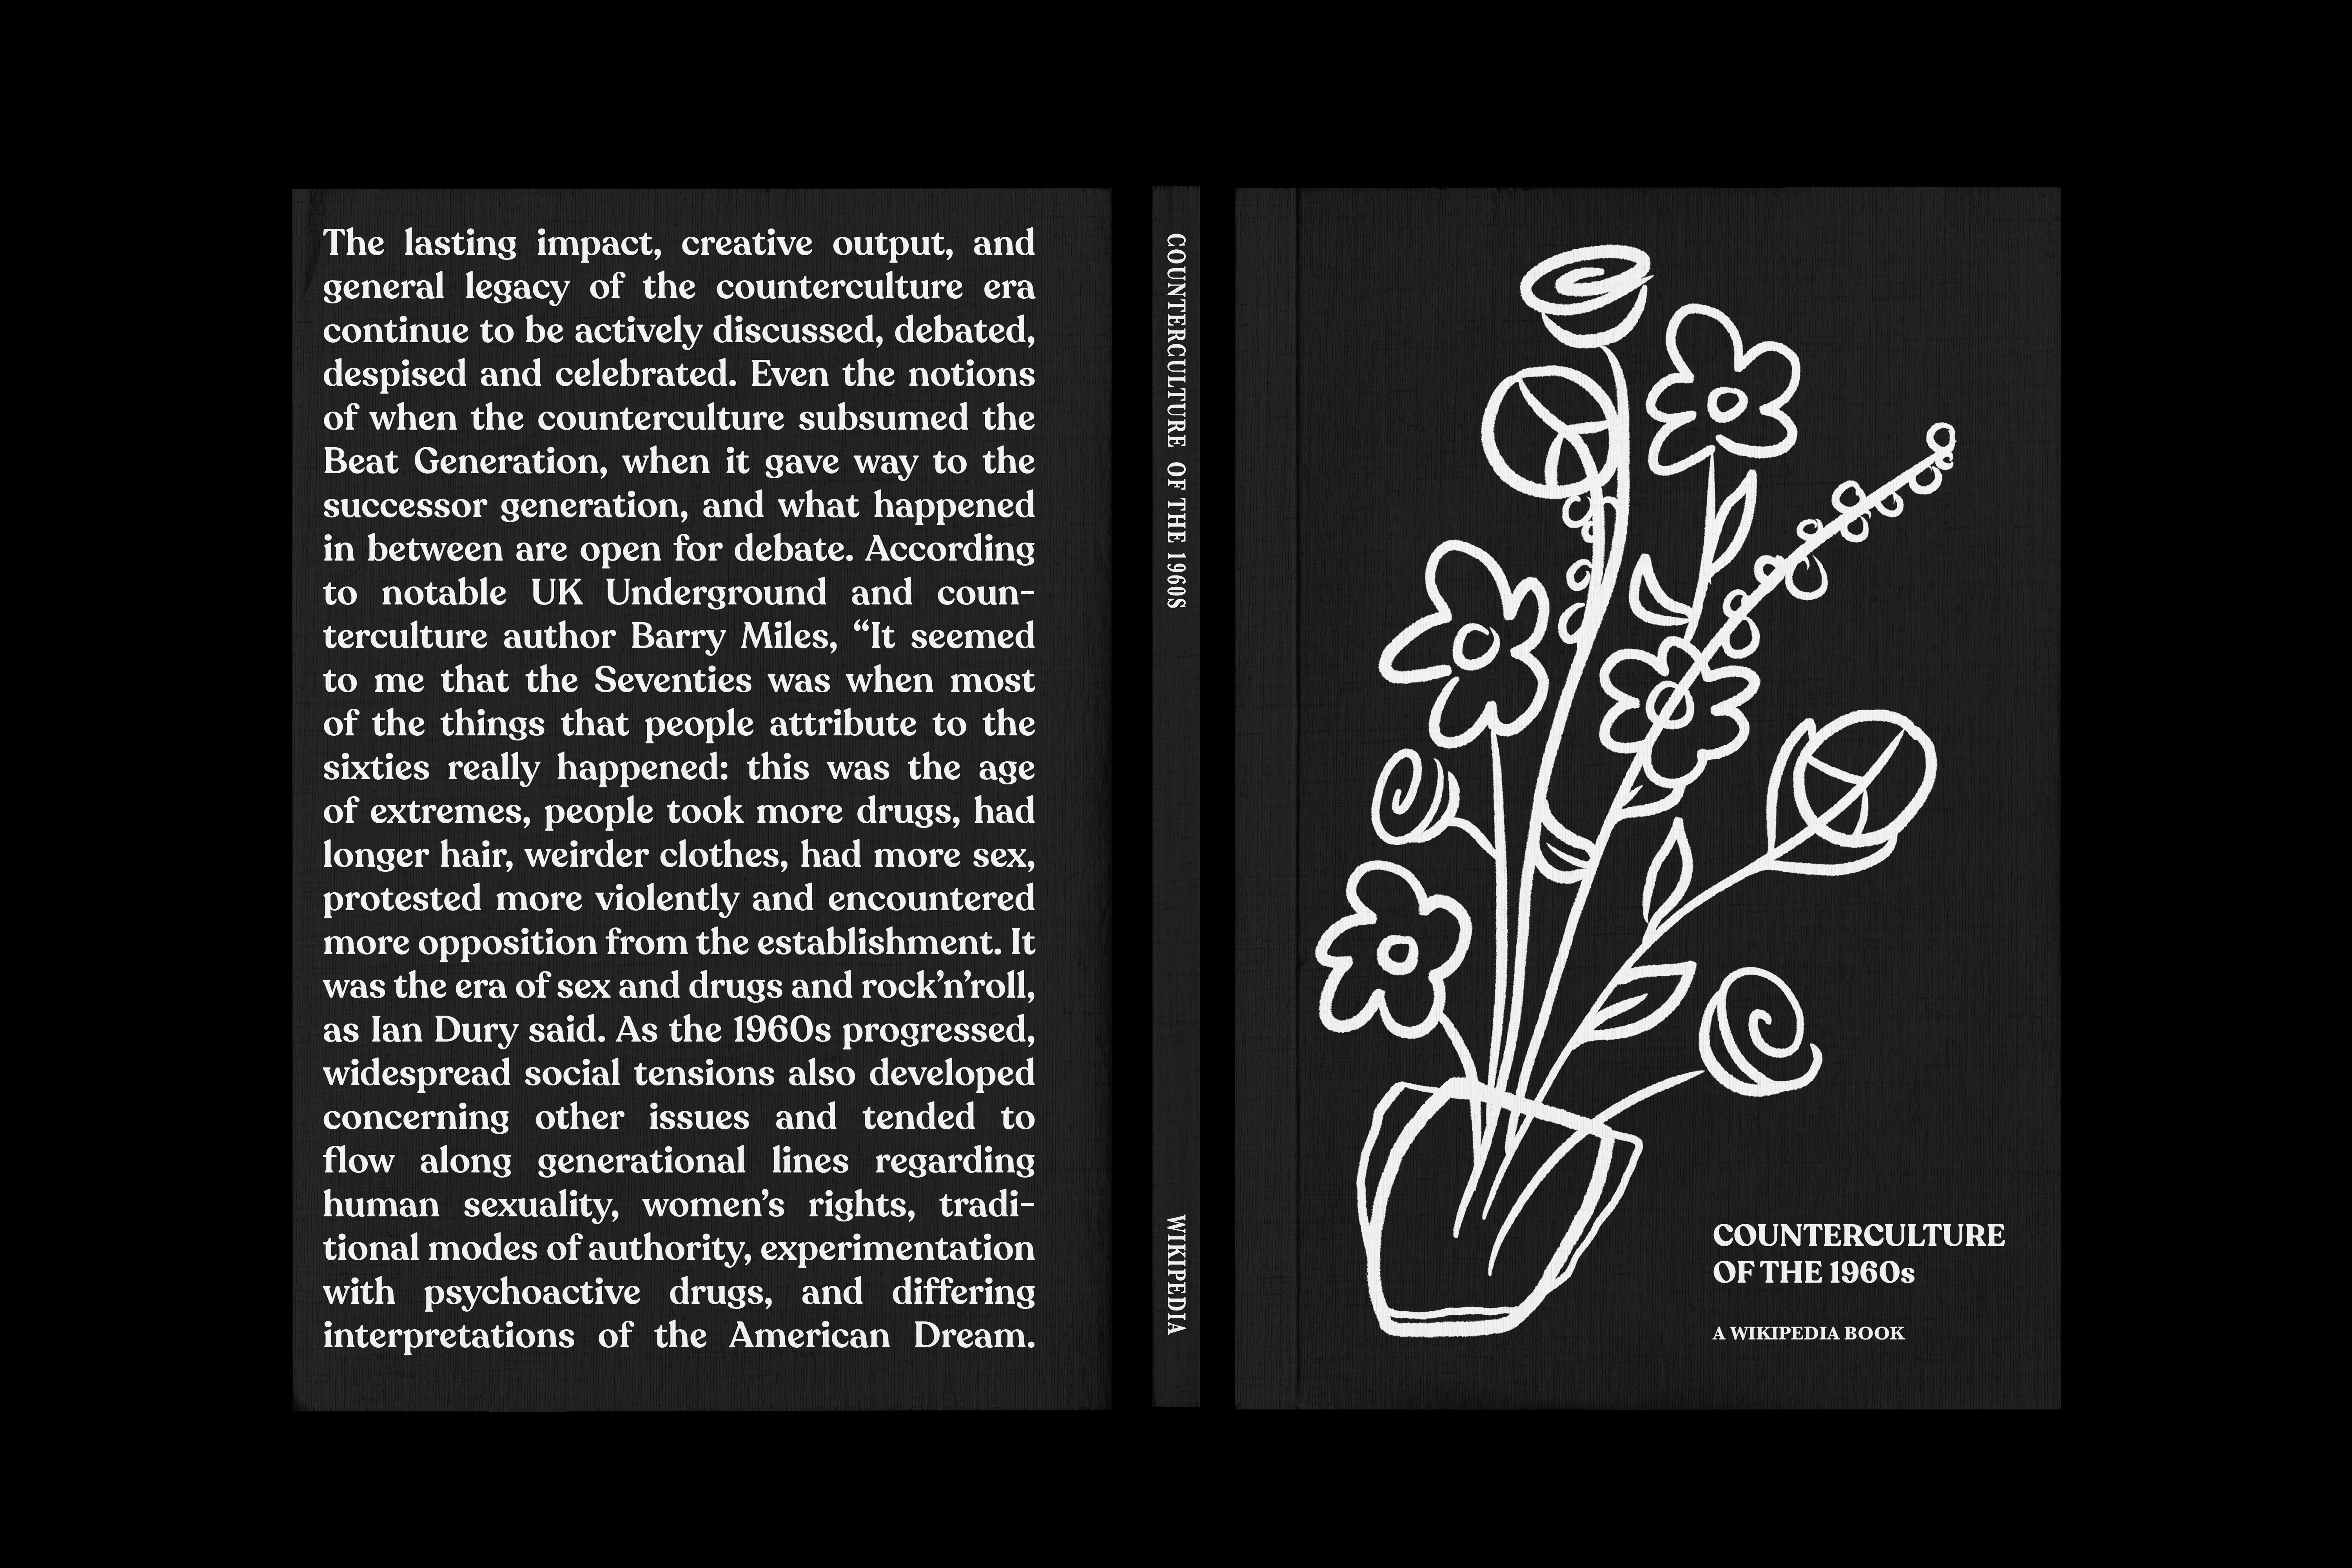 The lasting impact, creative output, and
general legacy of the counterculture era
continue to be actively discussed, debated,
despised and celebrated. Even the notions
of when the counterculture subsumed the
Beat Generation, when it gave way to the
successor generation, and what happened
in between are open for debate. According
to notable UK Underground and coun-
terculture author Barry Miles, “It seemed
to me that the Seventies was when most
of the things that people attribute to the
sixties really happened: this was the age
of extremes, people took more drugs, had
longer hair, weirder clothes, had more sex,
protested more violently and encountered
more opposition from the establishment. It
was the era of sex and drugs and rock’n’roll,
as Ian Dury said. As the 1960s progressed,
widespread social tensions also developed
concerning other issues and tended to
flow along generational lines regarding
human sexuality, women’s rights, tradi-
tional modes of authority, experimentation
with psychoactive drugs, and differing
interpretations of the American Dream.
COUNTERCULTURE OF THE 1960S
WIKIPEDIA
COUNTERCULTURE
OF THE 1960s
A WIKIPEDIA BOOK